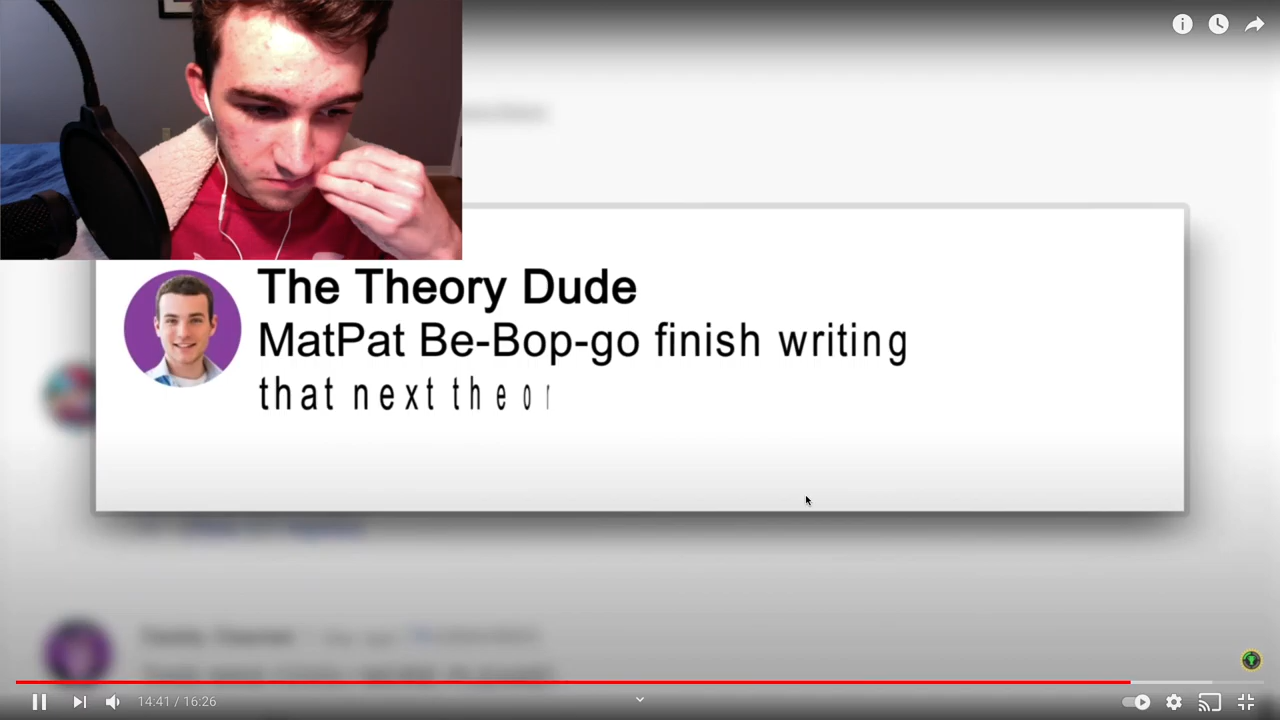 The Theory Dude
MatPat Be-Bop-go finish writing
that next theor
14:41 / 16:26